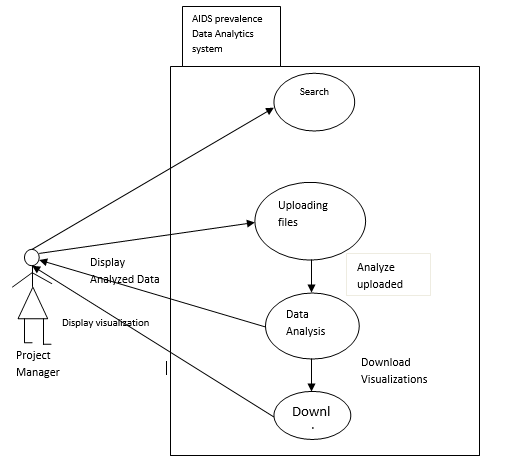 AIDS prevalence
Data Analytics
system
Search
Uploading
files
Display
Analyzed Data
Analyze
uploaded
Data
Analysis
Display visualization
Project
Manager
Download
Visualizations
Downl
.